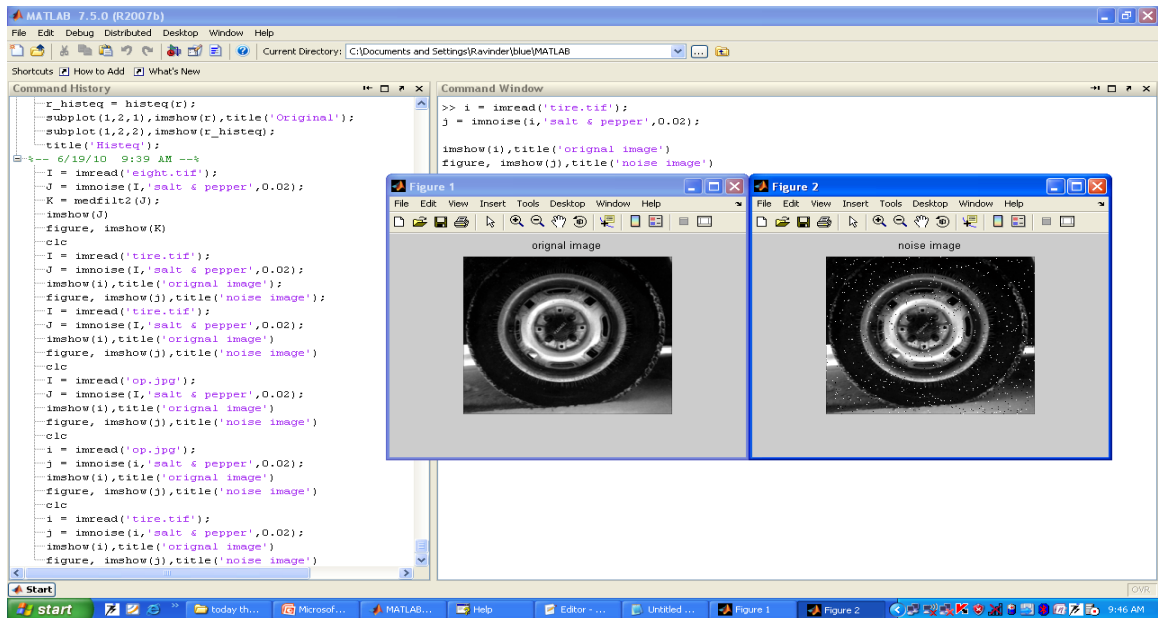 MATLAB 7.5.0 (R2007b)
File Edit Debug Distributed Desktop Window Help
Current Directory: C:\Documents and Settings\Ravinder\blue\MATLAB
Shortcuts How to Add What's New
Command History
r_histeq = histeq(r);
subplot(1,2,1),imshow(r),title('Original');
subplot(1,2,2),imshow(r_histeq);
title('Histeq');
%-- 6/19/10 9:39 AM --%
I = imread('eight.tif');
J = imnoise(I,'salt & pepper',0.02);
K = medfilt2(J);
imshow(J)
figure, imshow(K)
clc
I = imread('tire.tif');
J = imnoise(I,'salt & pepper',0.02);
imshow(i),title('orignal image');
figure, imshow(j),title('noise image');
I = imread('tire.tif');
J = imnoise(I,'salt & pepper',0.02);
imshow(i),title('orignal image')
figure, imshow(j),title('noise image')
clc
I = imread('op.jpg');
J = imnoise(I,'salt & pepper',0.02);
imshow(i),title('orignal image')
figure, imshow(j),title('noise image')
clc
i = imread('op.jpg');
j = imnoise(i,'salt & pepper',0.02);
imshow(i),title('orignal image')
figure, imshow(j),title('noise image')
clc
i = imread('tire.tif');
j = imnoise(i,'salt & pepper',0.02);
imshow(i),title('orignal image')
figure, imshow(j),title('noise image')
Command Window
>> i = imread('tire.tif');
j = imnoise(i,'salt & pepper',0.02);
imshow(i),title('orignal image')
figure, imshow(j),title('noise image')
Figure 1
File Edit View Insert Tools Desktop Window Help
orignal image
Figure 2
File Edit View Insert Tools Desktop Window Help
noise image
Start
OVR
start today th... Microsof... MATLAB... Help Editor - ... Untitled ... Figure 1 Figure 2 9:46 AM